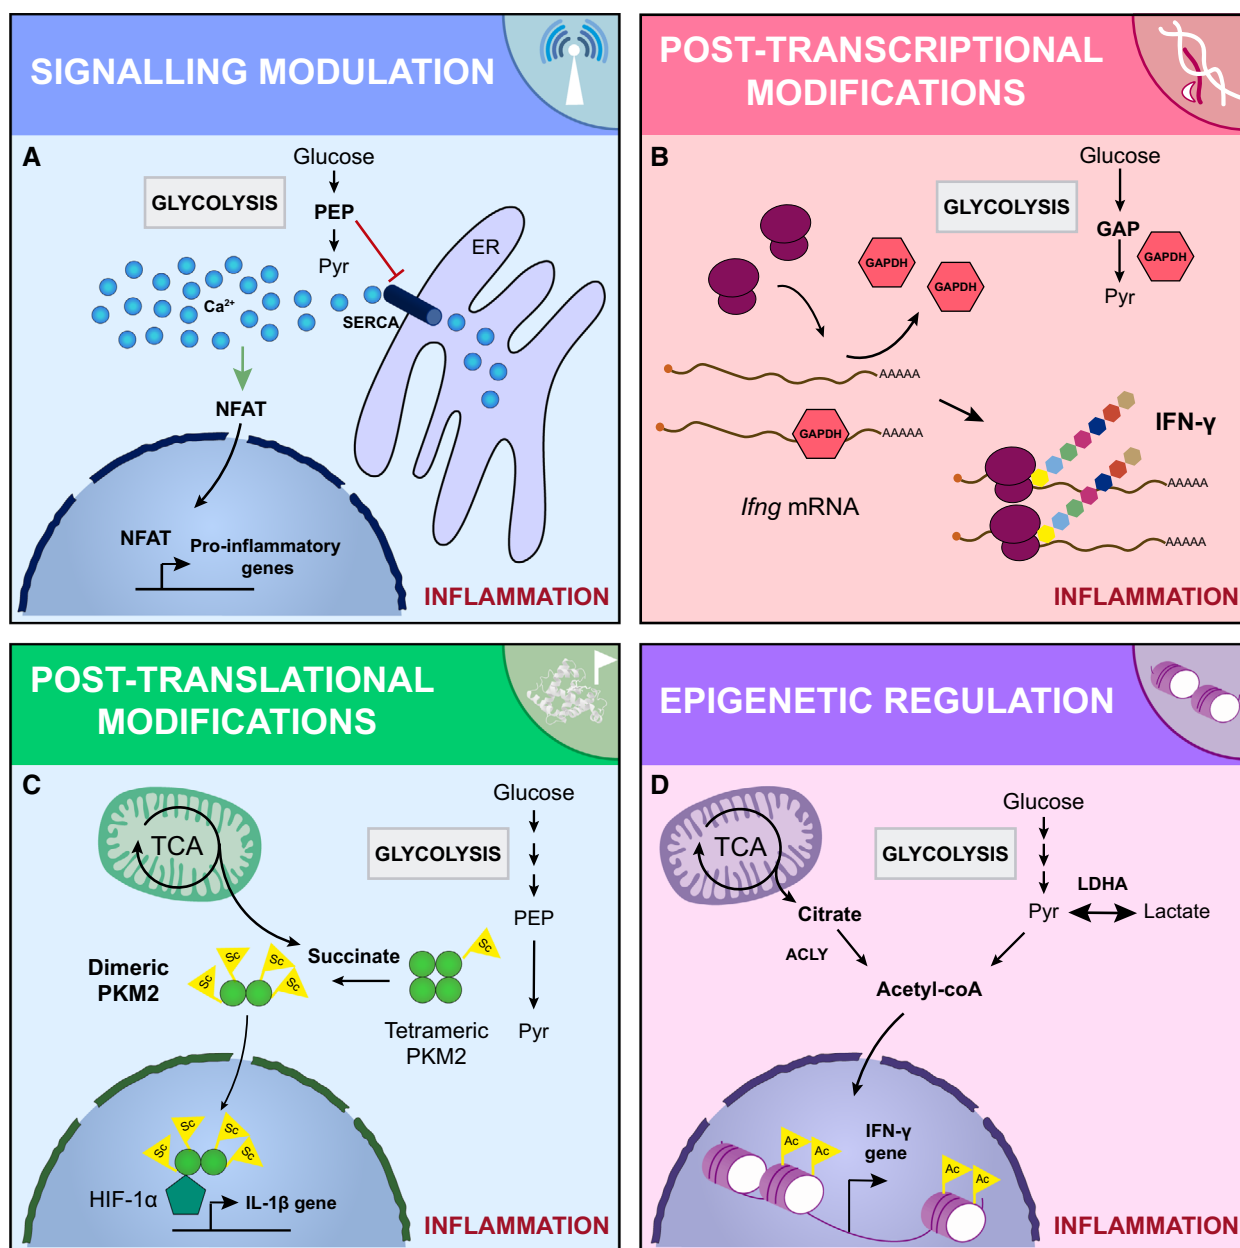 SIGNALLING MODULATION
A
Glucose
GLYCOLYSIS
PEP
Pyr
ER
Ca²⁺
SERCA
NFAT
NFAT
Pro-inflammatory
genes
INFLAMMATION
POST-TRANSCRIPTIONAL
MODIFICATIONS
B
Glucose
GLYCOLYSIS
GAP
GAPDH
GAPDH
GAPDH
Pyr
AAAAA
GAPDH
AAAAA
IFN-γ
Ifng mRNA
AAAAA
AAAAA
INFLAMMATION
POST-TRANSLATIONAL
MODIFICATIONS
C
Glucose
TCA
GLYCOLYSIS
PEP
Sc
Sc
Sc
Sc
Sc
Succinate
Dimeric
PKM2
Tetrameric
PKM2
Pyr
Sc
Sc
Sc
Sc
HIF-1α
IL-1β gene
INFLAMMATION
EPIGENETIC REGULATION
D
Glucose
TCA
GLYCOLYSIS
LDHA
Citrate
Pyr
Lactate
ACLY
Acetyl-coA
IFN-γ
gene
Ac
Ac
Ac
Ac
INFLAMMATION